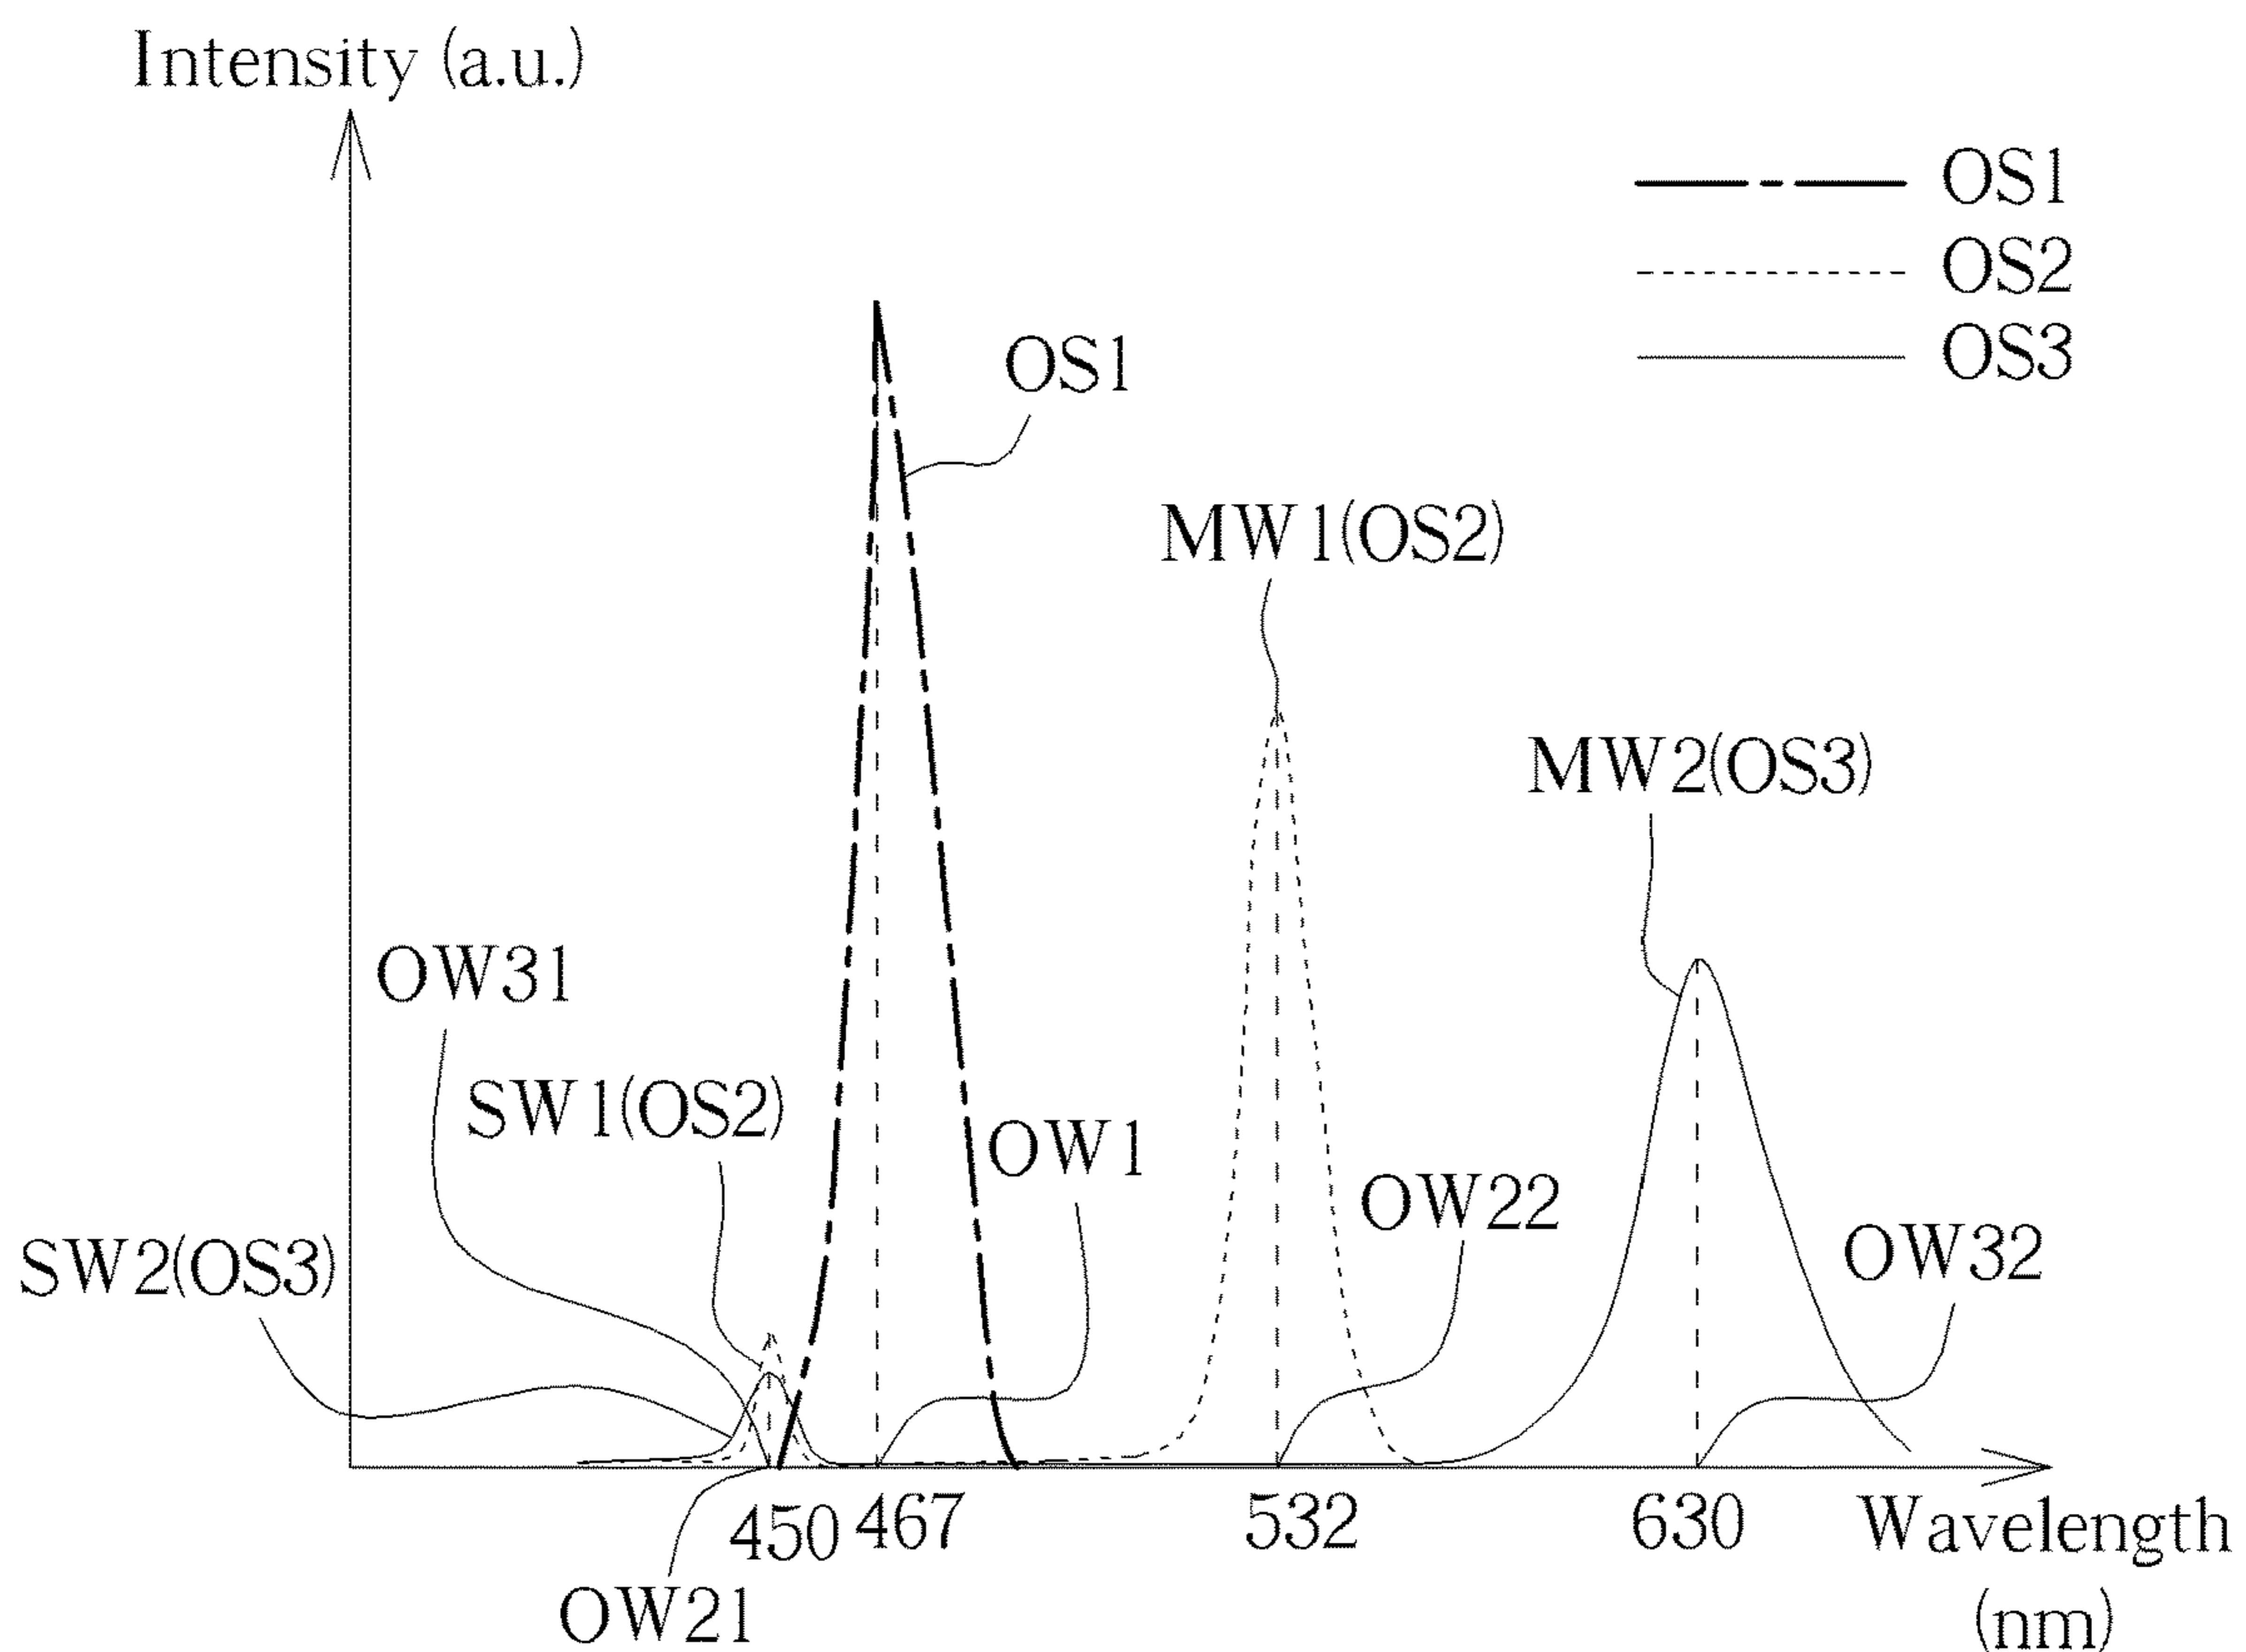 Intensity (a.u.)
OS1
OS2
OS3
OS1
MW1(OS2)
MW2(OS3)
OW31
SW1(OS2)
OW1
OW22
SW2(OS3)
OW32
450 467 532 630 Wavelength
(nm)
OW21